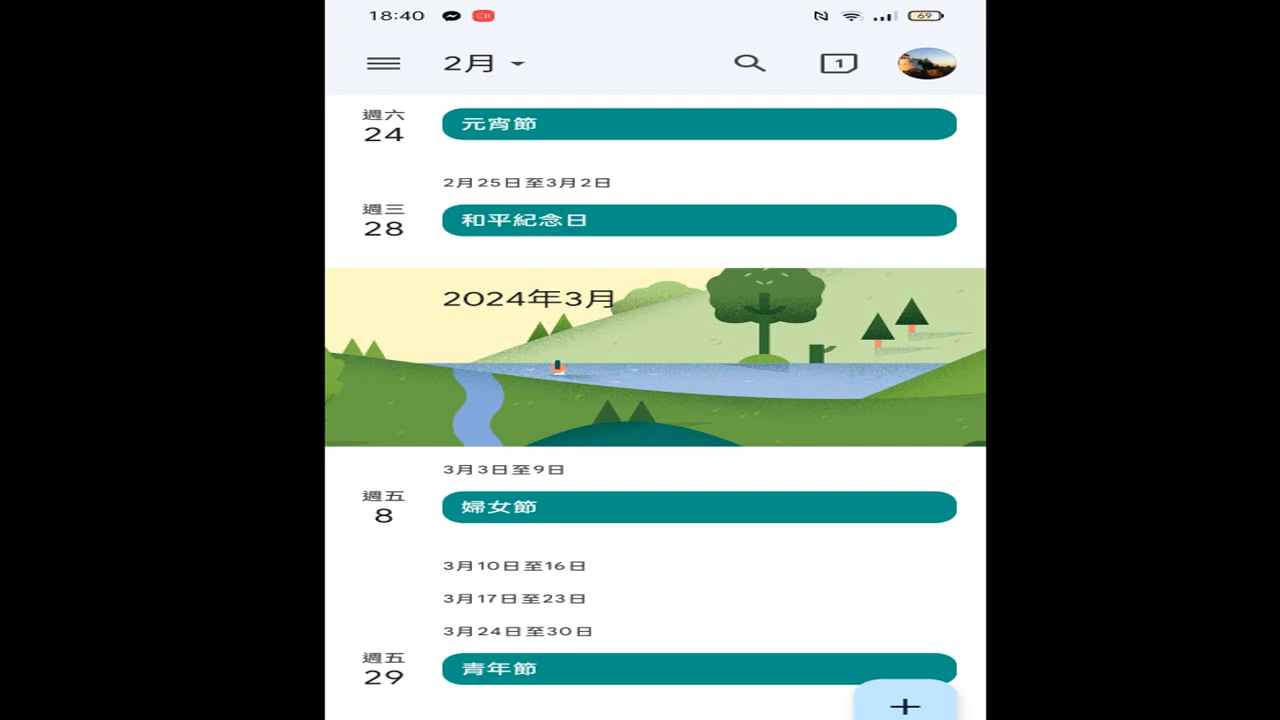 18:40
69
2月
1
週六
24
元宵節
2月25日至3月2日
週三
28
和平紀念日
2024年3月
3月3日至9日
週五
8
婦女節
3月10日至16日
3月17日至23日
3月24日至30日
週五
29
青年節